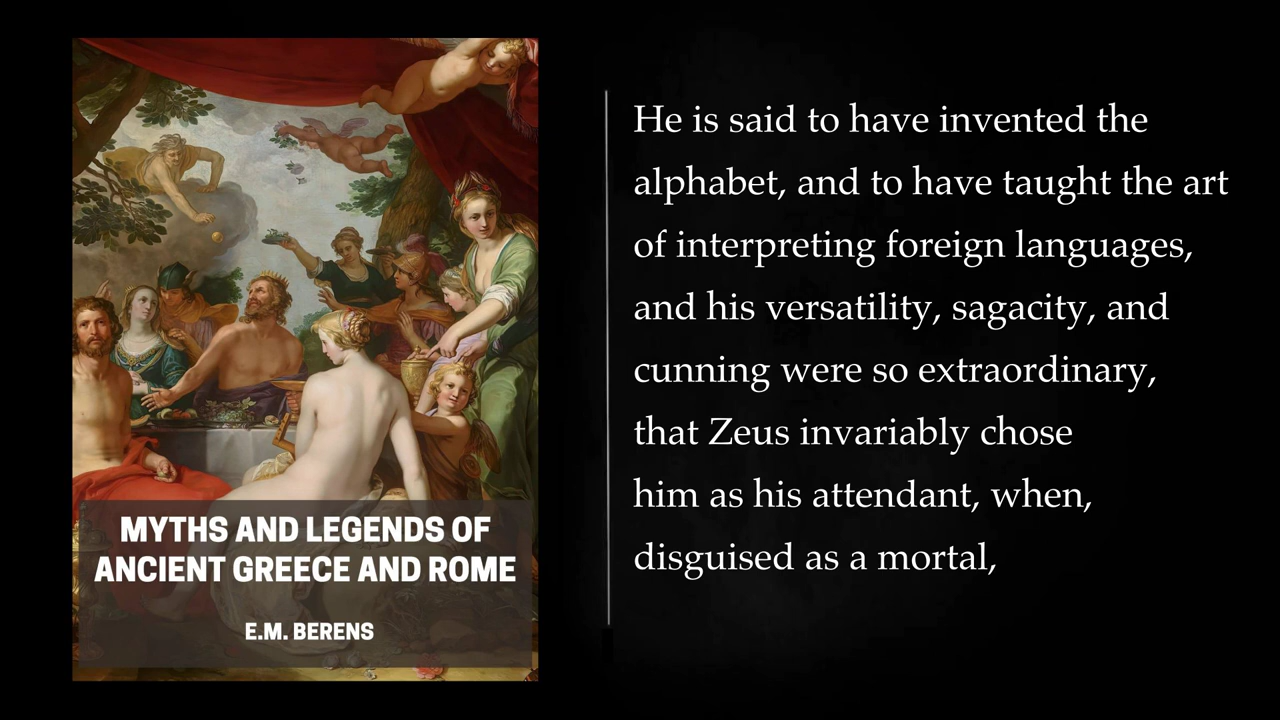 MYTHS AND LEGENDS OF
ANCIENT GREECE AND ROME
E.M. BERENS
He is said to have invented the
alphabet, and to have taught the art
of interpreting foreign languages,
and his versatility, sagacity, and
cunning were so extraordinary,
that Zeus invariably chose
him as his attendant, when,
disguised as a mortal,